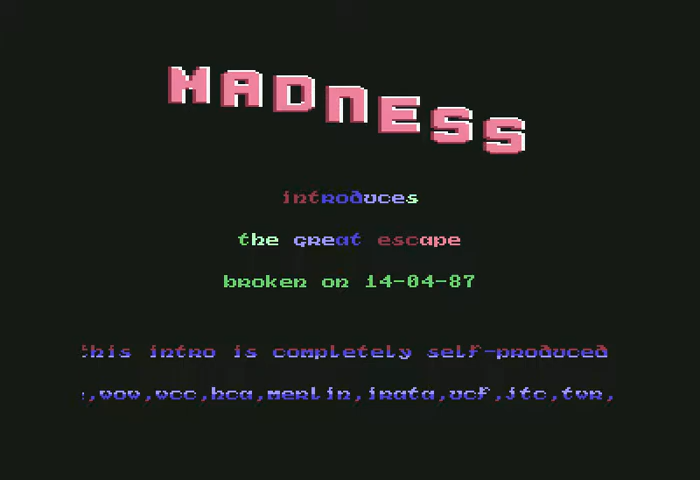 MADNESS
introduces
the great escape
broken on 14-04-87
this intro is completely self-produced
,wow,wcc,hca,merlin,irata,ucf,jtc,twr,